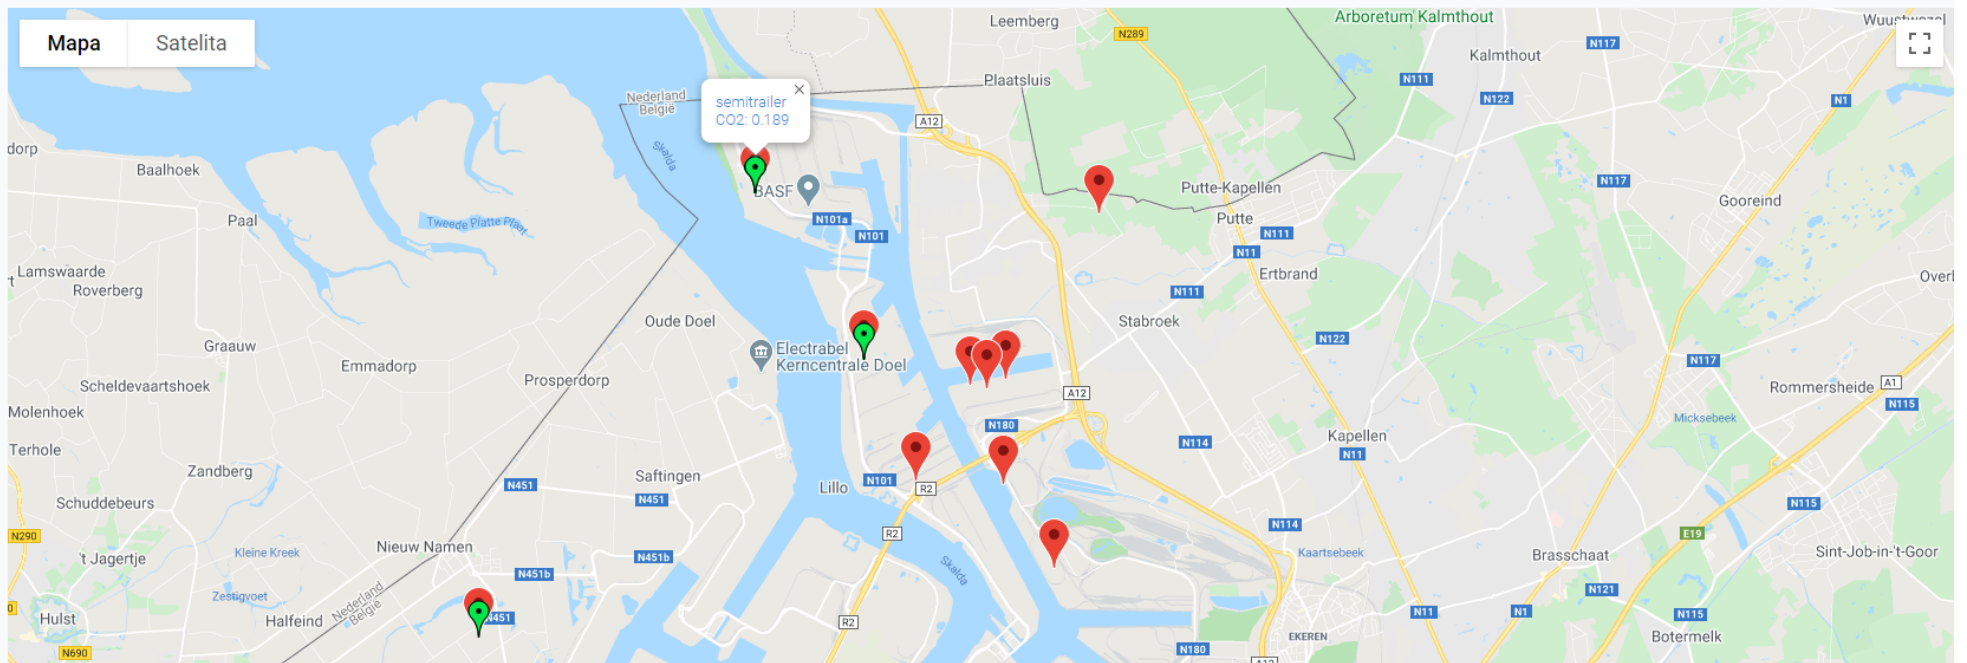 Mapa
Satelita
Leemberg
Arboretum Kalmthout
Wuustwezel
N289
N117
Kalmthout
Plaatsluis
N111
N122
N1
Nederland
België
semitrailer
CO2: 0.189
A12
dorp
Baalhoek
Skalda
BASF
Putte-Kapellen
N117
Gooreind
Paal
Tweede Platte Plaat
N101a
N101
Putte
N111
N11
Lamswaarde
Roverberg
Ertbrand
N111
Oude Doel
Stabroek
Graauw
Emmadorp
Electrabel
Kerncentrale Doel
N122
N117
Scheldevaartshoek
Prosperdorp
A12
Rommersheide
A1
N115
Molenhoek
Micksebeek
Terhole
N180
N114
Kapellen
N11
Zandberg
Saftingen
N451
N451
Lillo
N101
R2
Schuddebeurs
N115
N114
N290
R2
E19
't Jagertje
Kleine Kreek
Nieuw Namen
N451b
N451b
Skalda
Kaartsebeek
Brasschaat
Sint-Job-in-'t-Goor
Zestigvoet
Nederland
België
N121
Hulst
Halfeind
N451
R2
N11
N1
N115
EKEREN
Botermelk
N690
N180
A12